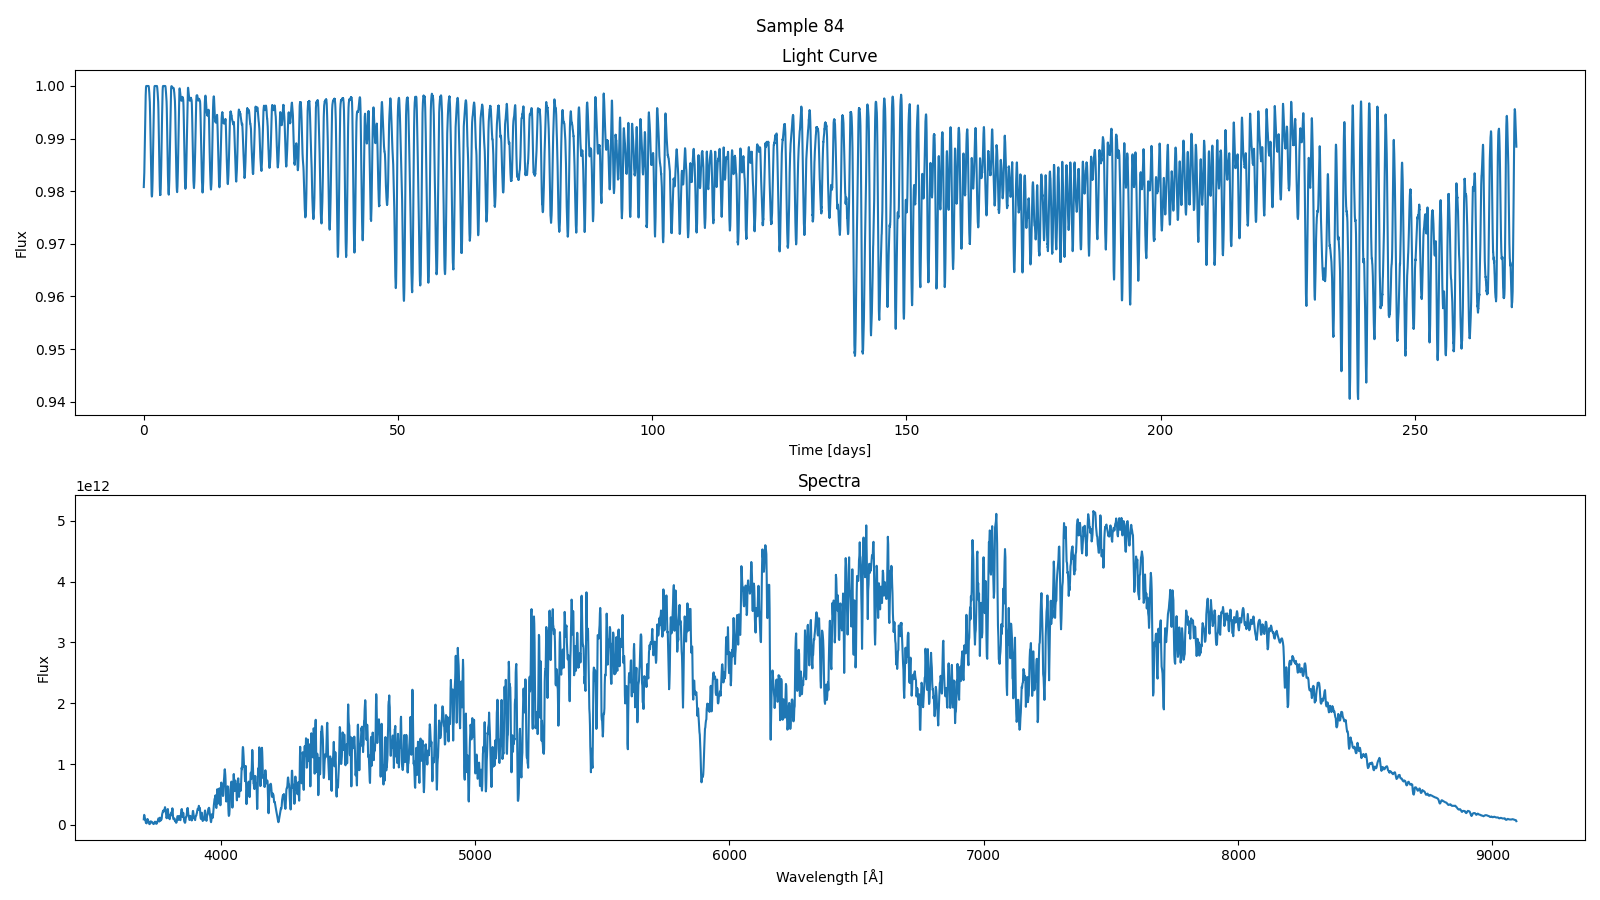 Sample 84
Light Curve
1.00
0.99
0.98
0.97
0.96
0.95
0.94
Flux
0 50 100 150 200 250
Time [days]
Spectra
1e12
5
4
3
2
1
0
Flux
4000 5000 6000 7000 8000 9000
Wavelength [Å]